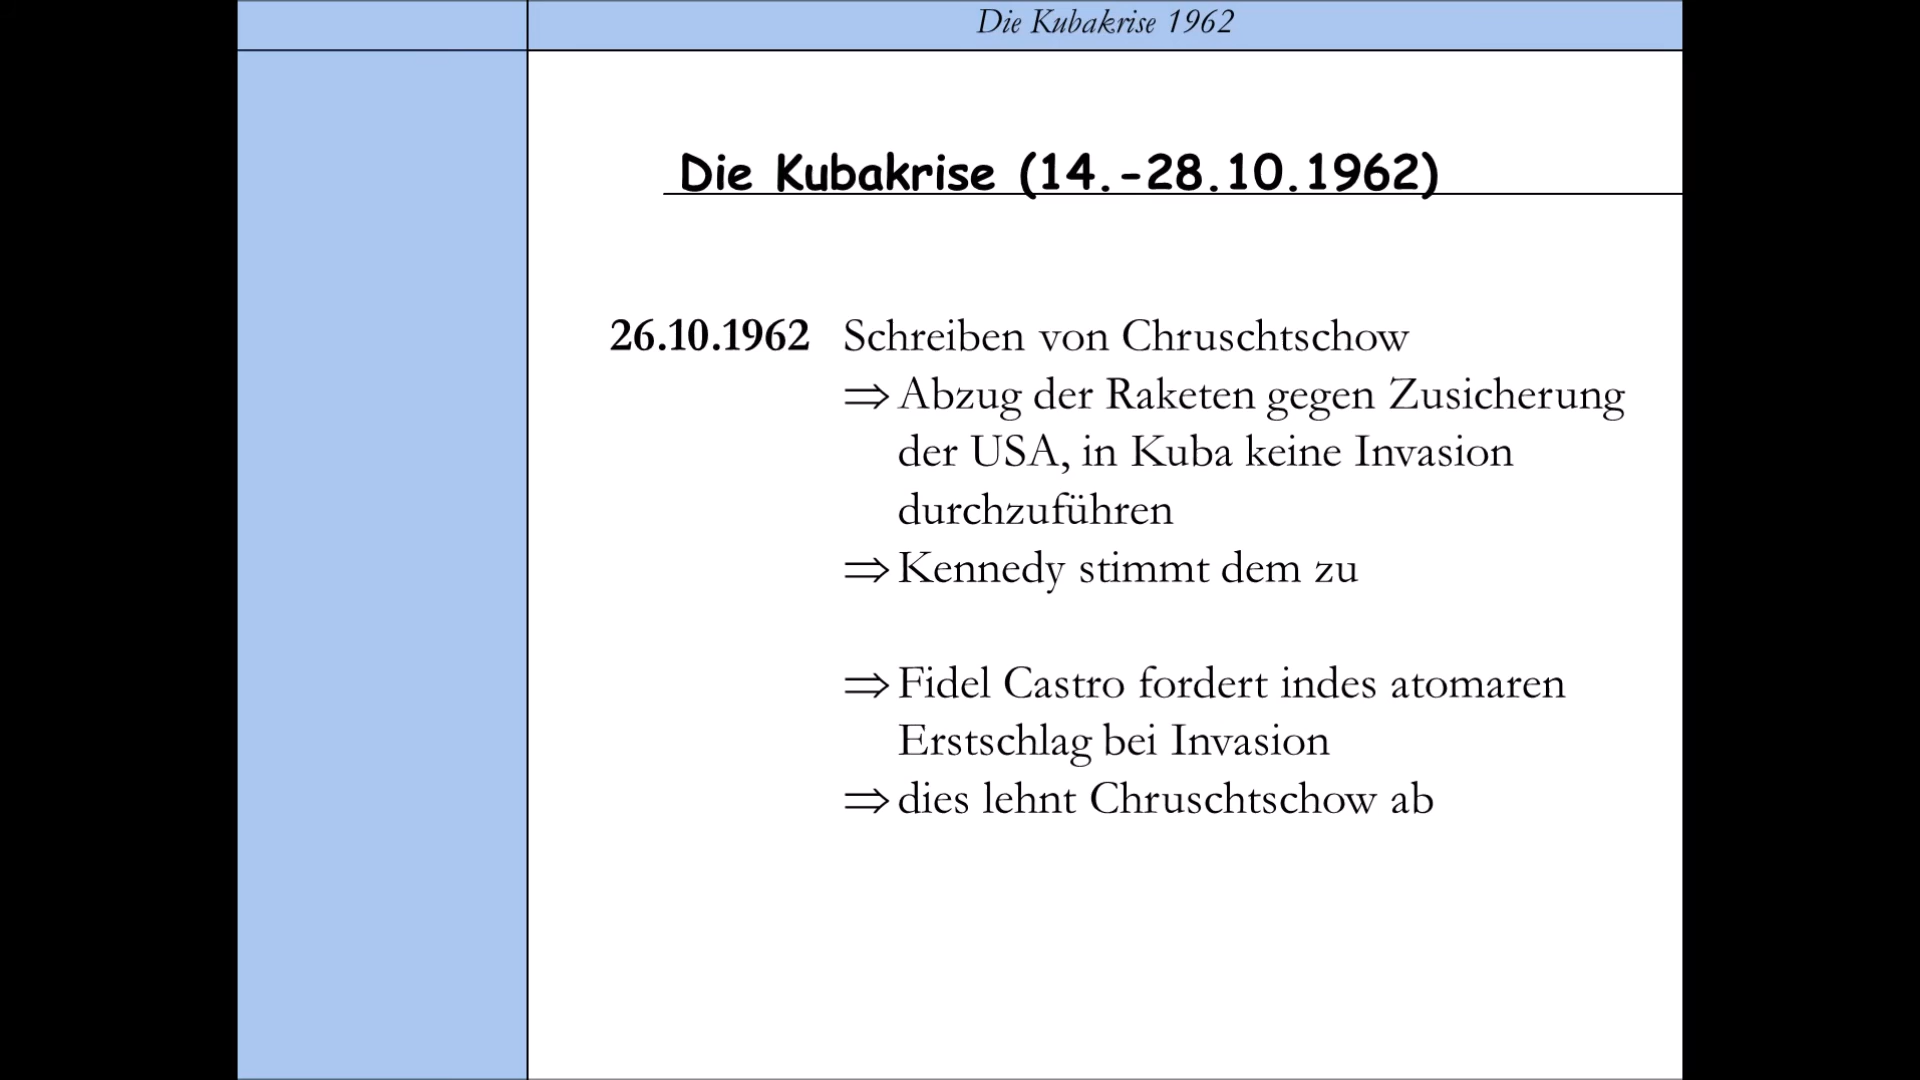 Die Kubakrise 1962
Die Kubakrise (14.-28.10.1962)
26.10.1962 Schreiben von Chruschtschow
⇒ Abzug der Raketen gegen Zusicherung
der USA, in Kuba keine Invasion
durchzuführen
⇒ Kennedy stimmt dem zu
⇒ Fidel Castro fordert indes atomaren
Erstschlag bei Invasion
⇒ dies lehnt Chruschtschow ab